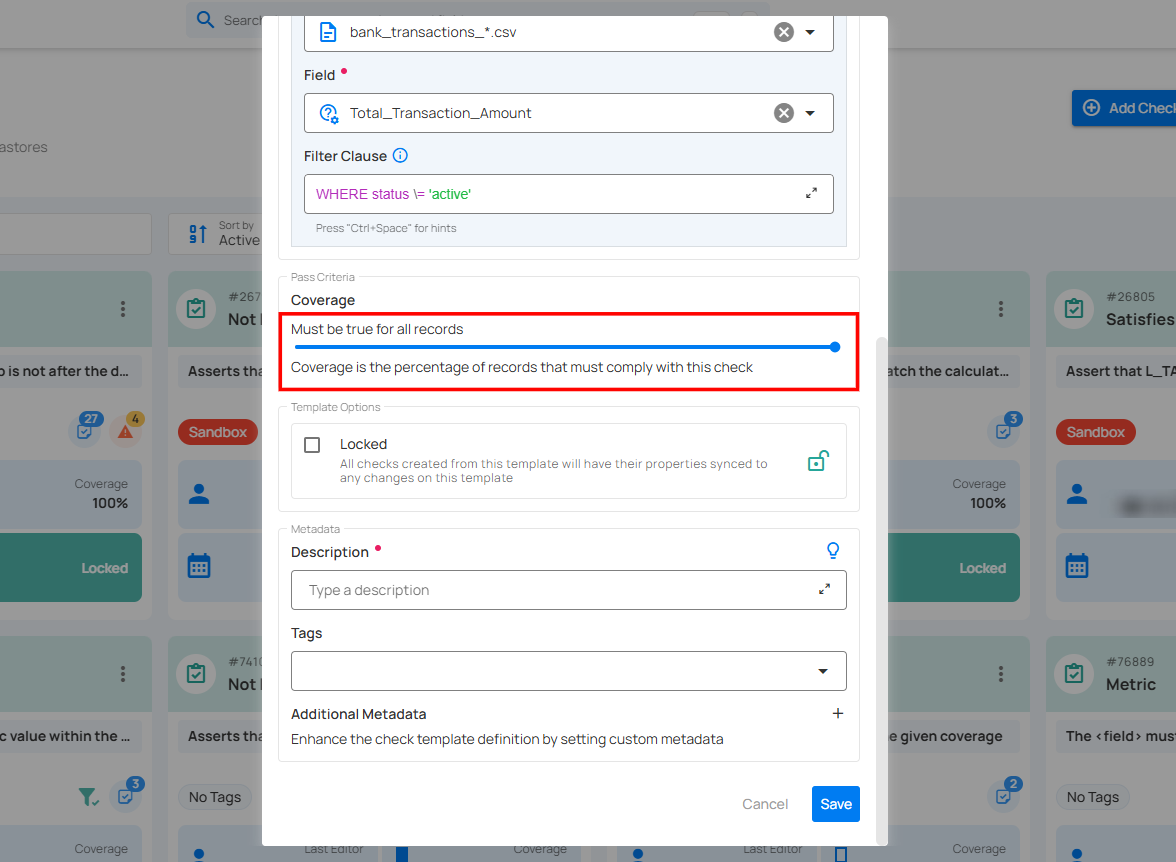 Search
bank_transactions_*.csv
Field
Total_Transaction_Amount
Add Chec
astores
Filter Clause
WHERE status \= 'active'
Press "Ctrl+Space" for hints
Sort by
Active
Pass Criteria
Coverage
Must be true for all records
Coverage is the percentage of records that must comply with this check
#267
Not
#26805
Satisfies
o is not after the d...
Asserts tha
atch the calculat...
Assert that L_TA
27
4
Sandbox
3
Sandbox
Template Options
Locked
All checks created from this template will have their properties synced to
any changes on this template
Coverage
100%
Coverage
100%
Locked
Locked
Metadata
Description
Type a description
Tags
#7410
Not
#76889
Metric
Additional Metadata
Enhance the check template definition by setting custom metadata
c value within the ...
Asserts tha
e given coverage
The <field> must
3
No Tags
2
No Tags
Cancel
Save
Coverage
Last Editor
Coverage
Last Editor
Coverage